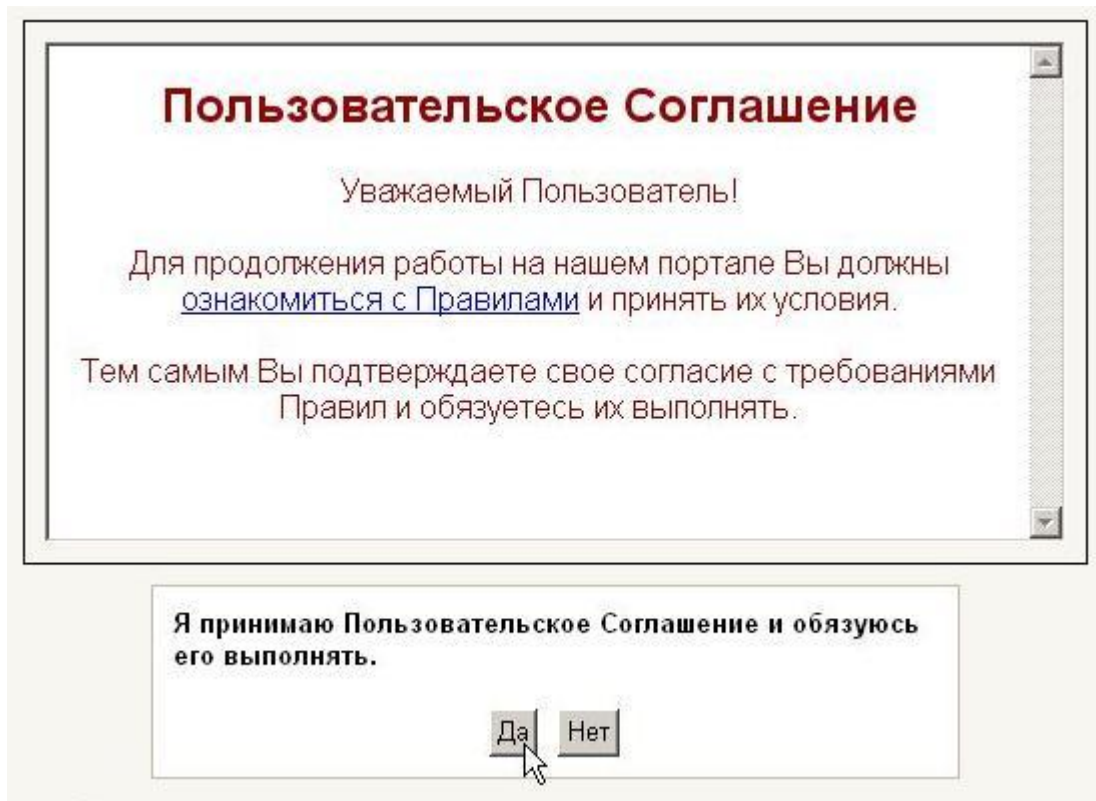 Пользовательское Соглашение
Уважаемый Пользователь!
Для продолжения работы на нашем портале Вы должны
ознакомиться с Правилами и принять их условия.
Тем самым Вы подтверждаете свое согласие с требованиями
Правил и обязуетесь их выполнять.
Я принимаю Пользовательское Соглашение и обязуюсь
его выполнять.
Да Нет